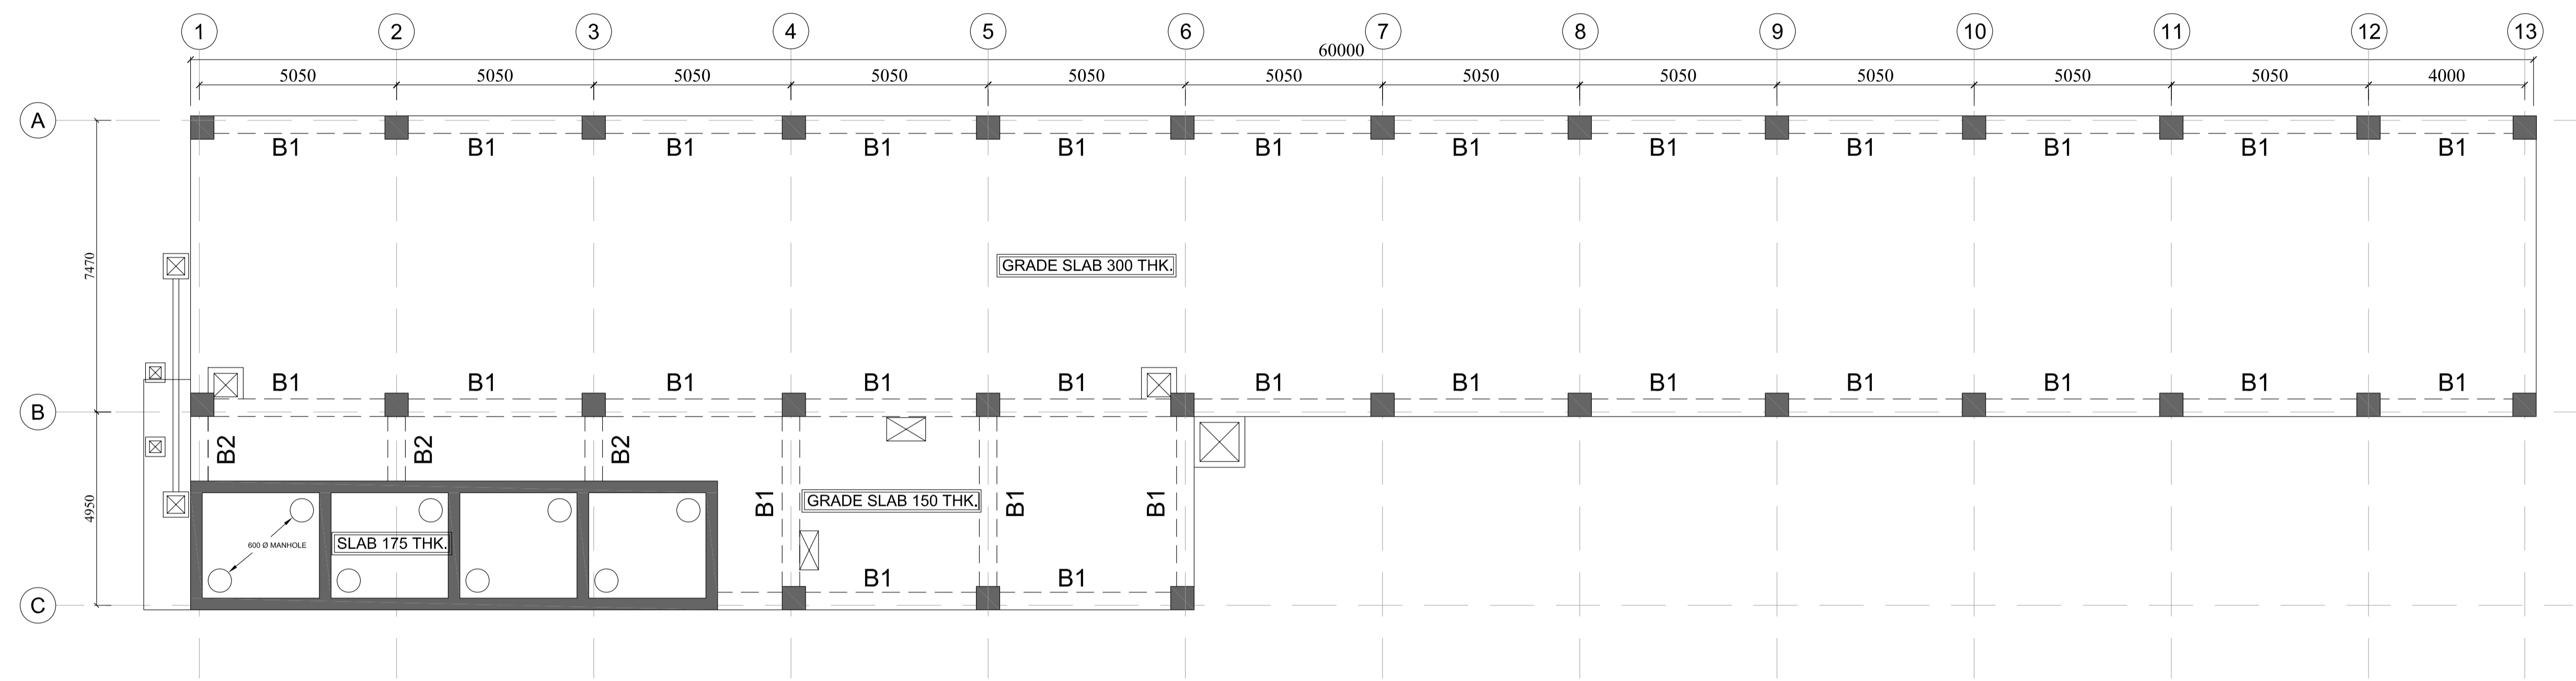 1 2 3 4 5 6 7 8 9 10 11 12 13
60000
5050 5050 5050 5050 5050 5050 5050 5050 5050 5050 5050 4000
A
B1 B1 B1 B1 B1 B1 B1 B1 B1 B1 B1 B1
7470
GRADE SLAB 300 THK.
B1 B1 B1 B1 B1 B1 B1 B1 B1 B1 B1 B1
B
B2 B2 B2
4950
GRADE SLAB 150 THK.
B1 B1 B1
600 Ø MANHOLE
SLAB 175 THK.
B1 B1
C